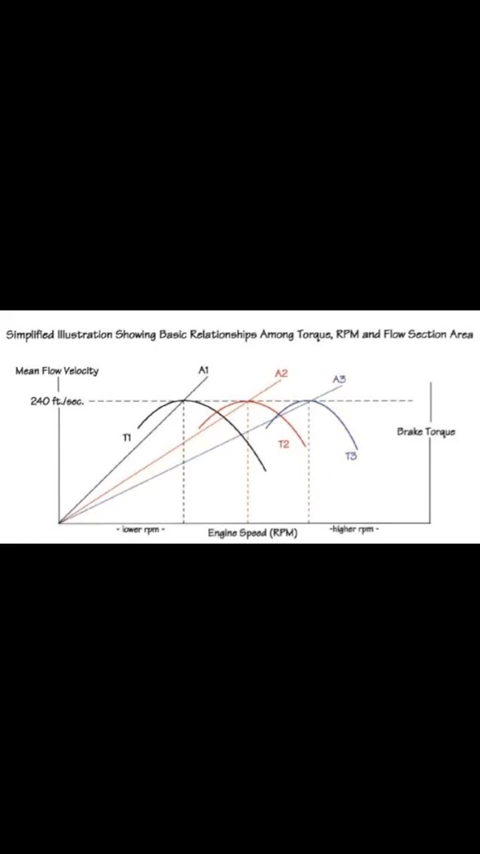 Simplified Illustration Showing Basic Relationships Among Torque, RPM and Flow Section Area
Mean Flow Velocity
A1
A2
A3
240 ft./sec.
T1
T2
T3
Brake Torque
- lower rpm -
Engine Speed (RPM)
-higher rpm -